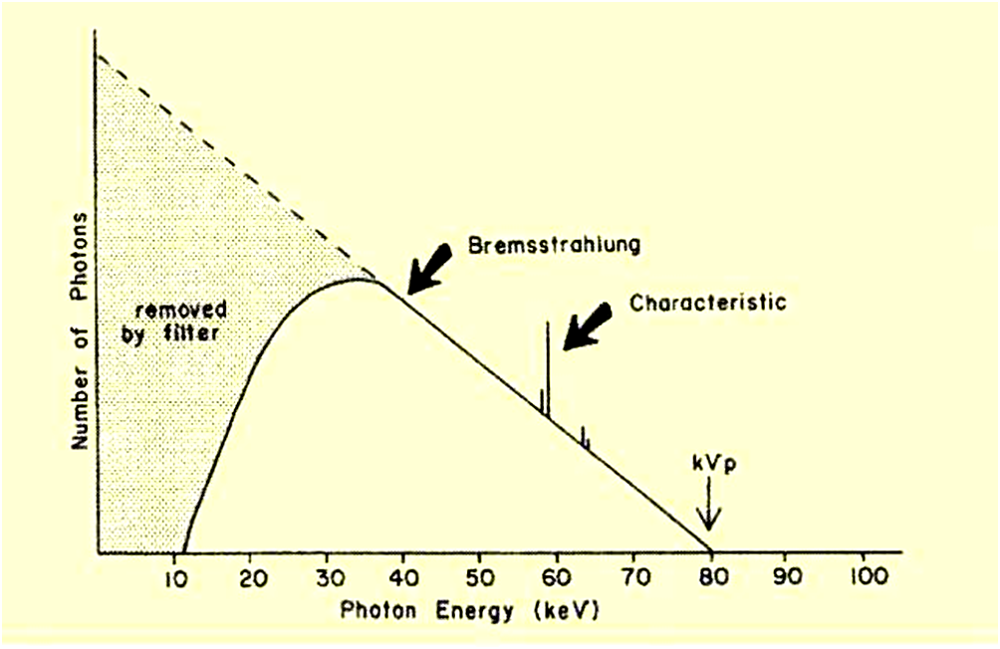 Number of Photons
Bremsstrahlung
Characteristic
removed
by filter
kVp
10 20 30 40 50 60 70 80 90 100
Photon Energy (keV)